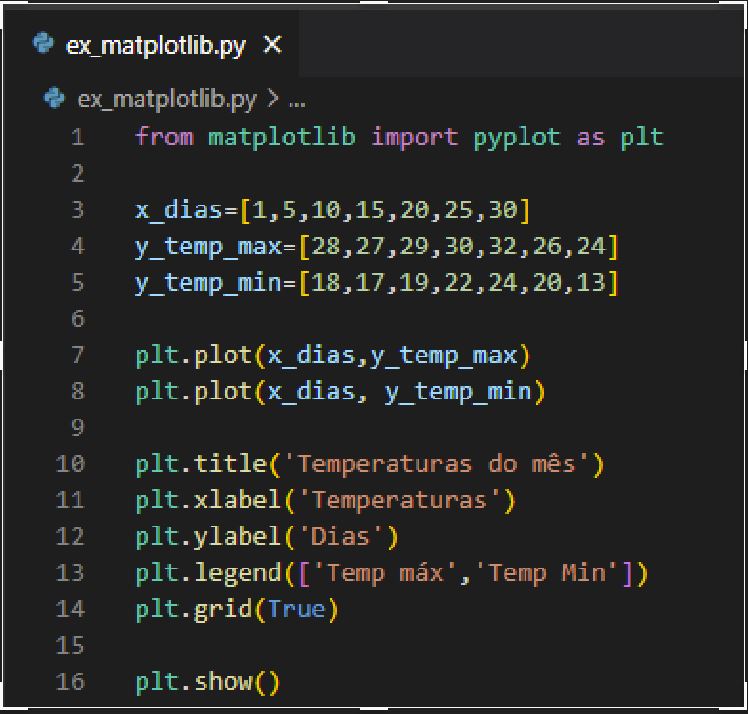 ex_matplotlib.py ×
ex_matplotlib.py > ...
1 from matplotlib import pyplot as plt
2
3 x_dias=[1,5,10,15,20,25,30]
4 y_temp_max=[28,27,29,30,32,26,24]
5 y_temp_min=[18,17,19,22,24,20,13]
6
7 plt.plot(x_dias,y_temp_max)
8 plt.plot(x_dias, y_temp_min)
9
10 plt.title('Temperaturas do mês')
11 plt.xlabel('Temperaturas')
12 plt.ylabel('Dias')
13 plt.legend(['Temp máx','Temp Min'])
14 plt.grid(True)
15
16 plt.show()